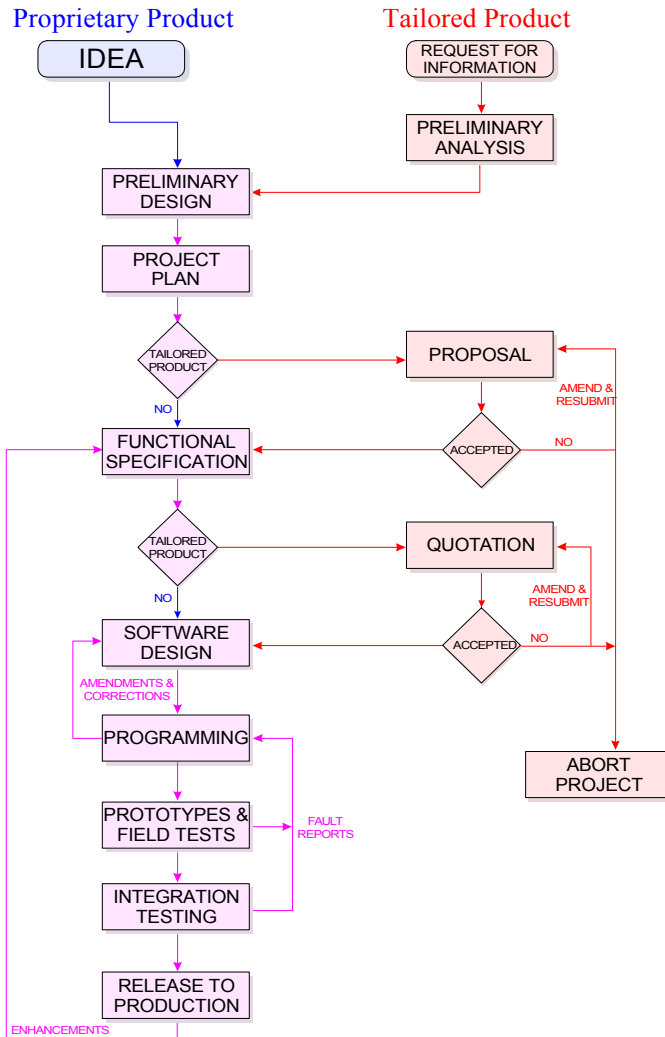 Proprietary Product
Tailored Product
IDEA
REQUEST FOR
INFORMATION
PRELIMINARY
ANALYSIS
PRELIMINARY
DESIGN
PROJECT
PLAN
TAILORED
PRODUCT
PROPOSAL
AMEND &
RESUBMIT
NO
FUNCTIONAL
SPECIFICATION
ACCEPTED
NO
TAILORED
PRODUCT
QUOTATION
AMEND &
RESUBMIT
NO
SOFTWARE
DESIGN
ACCEPTED
NO
AMENDMENTS &
CORRECTIONS
PROGRAMMING
ABORT
PROJECT
PROTOTYPES &
FIELD TESTS
FAULT
REPORTS
INTEGRATION
TESTING
RELEASE TO
PRODUCTION
ENHANCEMENTS